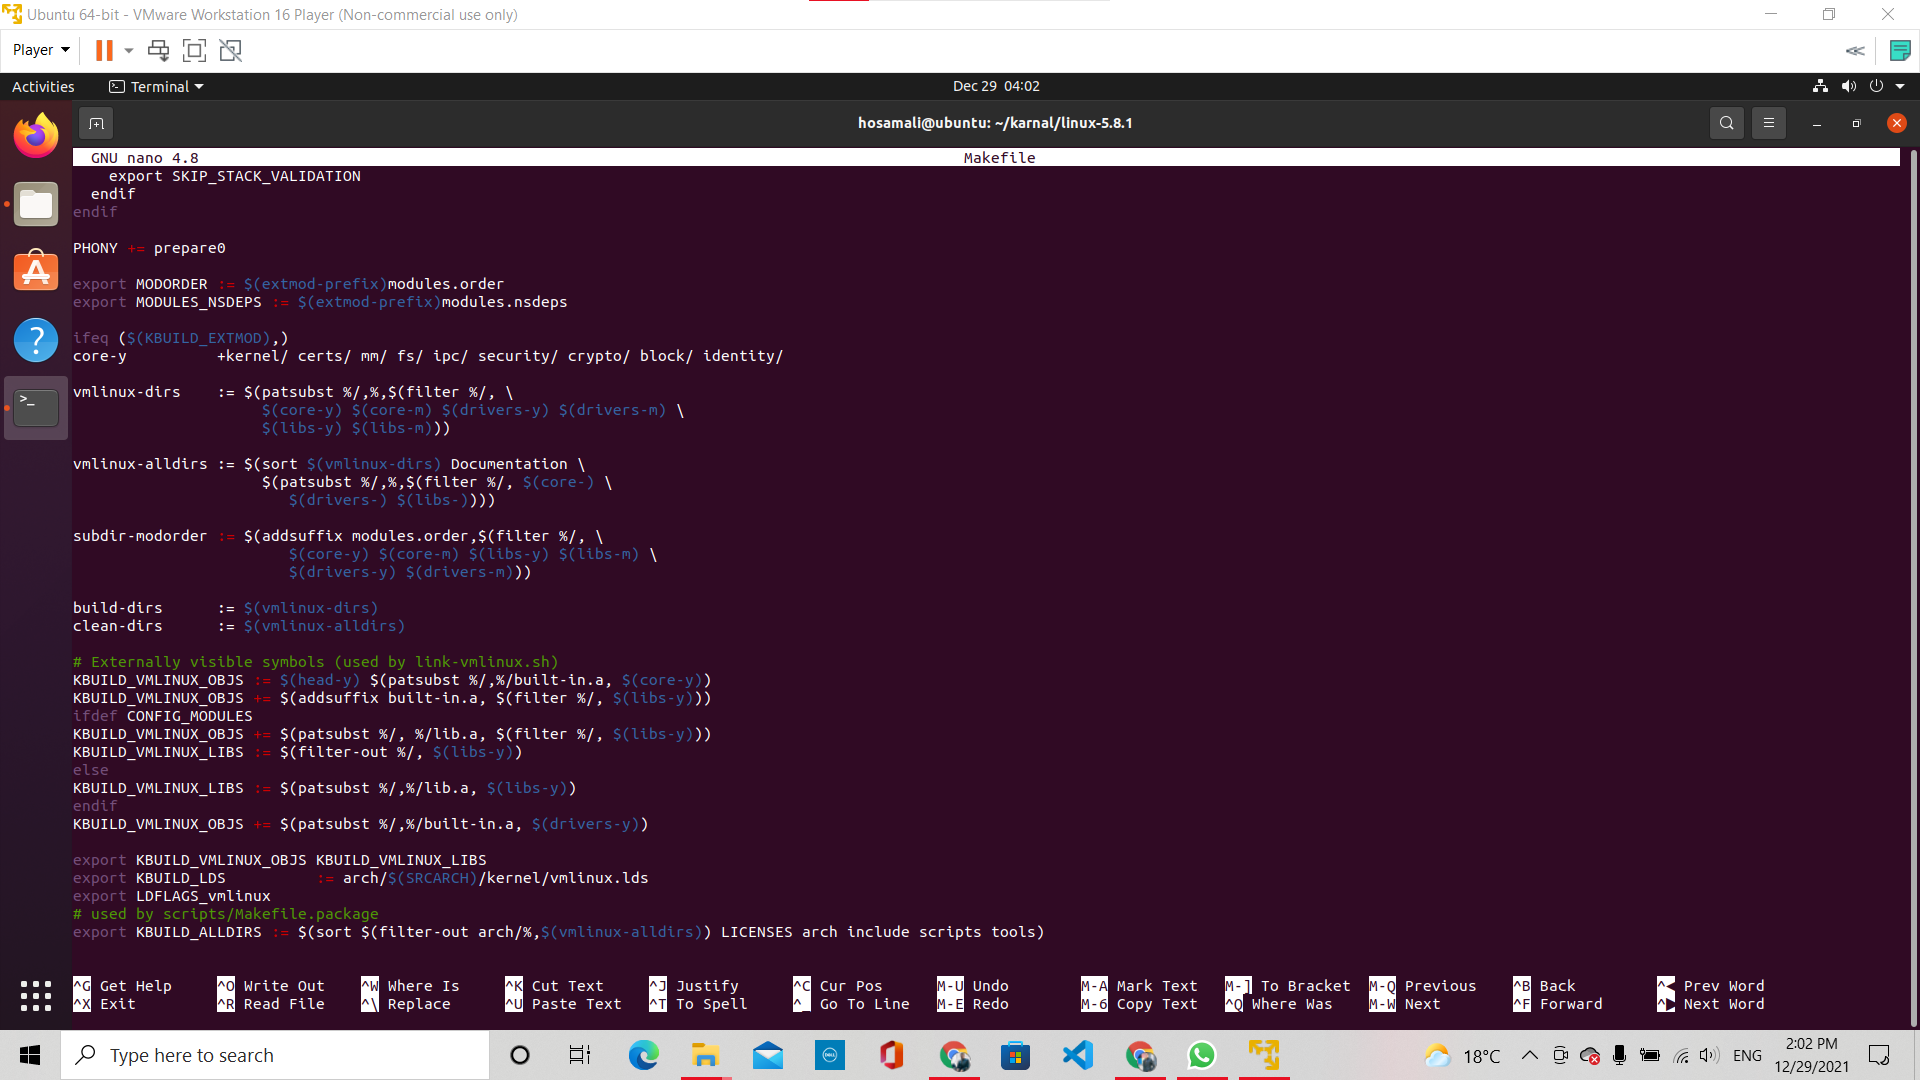 Ubuntu 64-bit - VMware Workstation 16 Player (Non-commercial use only)
Player
Activities Terminal Dec 29 04:02
hosamali@ubuntu: ~/karnal/linux-5.8.1
GNU nano 4.8 Makefile
export SKIP_STACK_VALIDATION
endif
endif
PHONY += prepare0
export MODORDER := $(extmod-prefix)modules.order
export MODULES_NSDEPS := $(extmod-prefix)modules.nsdeps
ifeq ($(KBUILD_EXTMOD),)
core-y +kernel/ certs/ mm/ fs/ ipc/ security/ crypto/ block/ identity/
vmlinux-dirs := $(patsubst %/,%,$(filter %/, \
$(core-y) $(core-m) $(drivers-y) $(drivers-m) \
$(libs-y) $(libs-m)))
vmlinux-alldirs := $(sort $(vmlinux-dirs) Documentation \
$(patsubst %/,%,$(filter %/, $(core-) \
$(drivers-) $(libs-))))
subdir-modorder := $(addsuffix modules.order,$(filter %/, \
$(core-y) $(core-m) $(libs-y) $(libs-m) \
$(drivers-y) $(drivers-m)))
build-dirs := $(vmlinux-dirs)
clean-dirs := $(vmlinux-alldirs)
# Externally visible symbols (used by link-vmlinux.sh)
KBUILD_VMLINUX_OBJS := $(head-y) $(patsubst %/,%/built-in.a, $(core-y))
KBUILD_VMLINUX_OBJS += $(addsuffix built-in.a, $(filter %/, $(libs-y)))
ifdef CONFIG_MODULES
KBUILD_VMLINUX_OBJS += $(patsubst %/, %/lib.a, $(filter %/, $(libs-y)))
KBUILD_VMLINUX_LIBS := $(filter-out %/, $(libs-y))
else
KBUILD_VMLINUX_LIBS := $(patsubst %/,%/lib.a, $(libs-y))
endif
KBUILD_VMLINUX_OBJS += $(patsubst %/,%/built-in.a, $(drivers-y))
export KBUILD_VMLINUX_OBJS KBUILD_VMLINUX_LIBS
export KBUILD_LDS := arch/$(SRCARCH)/kernel/vmlinux.lds
export LDFLAGS_vmlinux
# used by scripts/Makefile.package
export KBUILD_ALLDIRS := $(sort $(filter-out arch/%,$(vmlinux-alldirs)) LICENSES arch include scripts tools)
^G Get Help ^O Write Out ^W Where Is ^K Cut Text ^J Justify ^C Cur Pos M-U Undo M-A Mark Text M-] To Bracket M-Q Previous ^B Back ^◀ Prev Word
^X Exit ^R Read File ^\ Replace ^U Paste Text ^T To Spell ^_ Go To Line M-E Redo M-6 Copy Text ^Q Where Was M-W Next ^F Forward ^▶ Next Word
Type here to search
18°C ENG 2:02 PM
12/29/2021